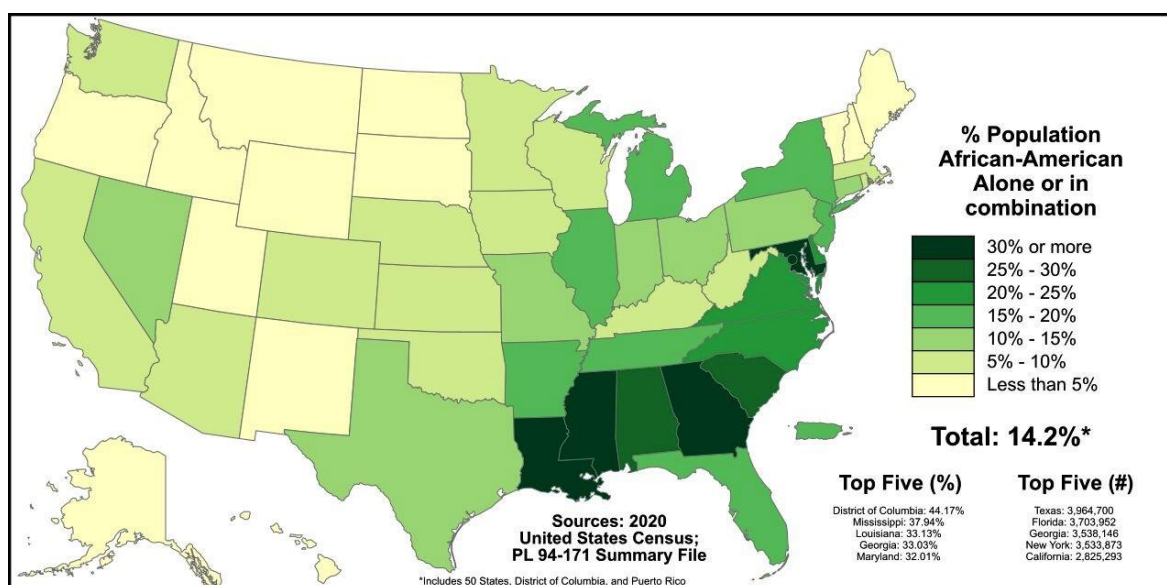 % Population
African-American
Alone or in
combination
30% or more
25% - 30%
20% - 25%
15% - 20%
10% - 15%
5% - 10%
Less than 5%
Total: 14.2%*
Top Five (%)
District of Columbia: 44.17%
Mississippi: 37.94%
Louisiana: 33.13%
Georgia: 33.03%
Maryland: 32.01%
Top Five (#)
Texas: 3,964,700
Florida: 3,703,952
Georgia: 3,538,146
New York: 3,533,873
California: 2,825,293
Sources: 2020
United States Census;
PL 94-171 Summary File
*Includes 50 States, District of Columbia, and Puerto Rico